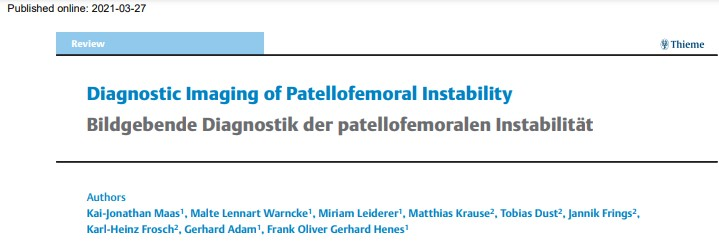 Published online: 2021-03-27
Review
Thieme
Diagnostic Imaging of Patellofemoral Instability
Bildgebende Diagnostik der patellofemoralen Instabilität
Authors
Kai-Jonathan Maas¹, Malte Lennart Warncke¹, Miriam Leiderer¹, Matthias Krause², Tobias Dust², Jannik Frings²,
Karl-Heinz Frosch², Gerhard Adam¹, Frank Oliver Gerhard Henes¹